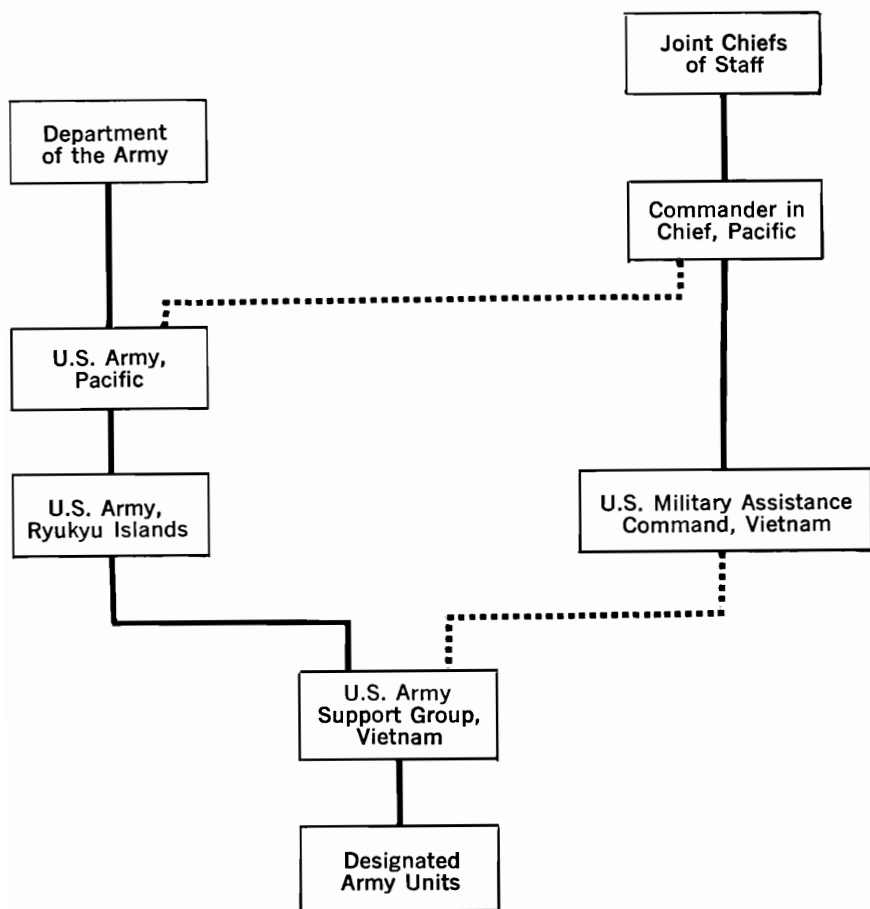 Joint Chiefs
of Staff
Department
of the Army
Commander in
Chief, Pacific
U.S. Army,
Pacific
U.S. Army,
Ryukyu Islands
U.S. Military Assistance
Command, Vietnam
U.S. Army
Support Group,
Vietnam
Designated
Army Units